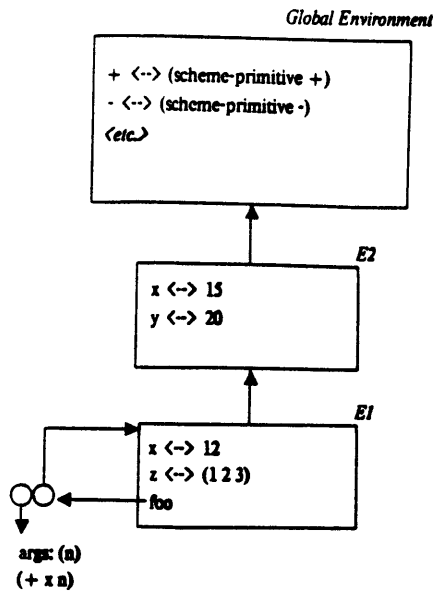 Global Environment
+ <--> (scheme-primitive +)
- <--> (scheme-primitive -)
<etc.>
E2
x <--> 15
y <--> 20
E1
x <--> 12
z <--> (1 2 3)
foo
args: (n)
(+ x n)